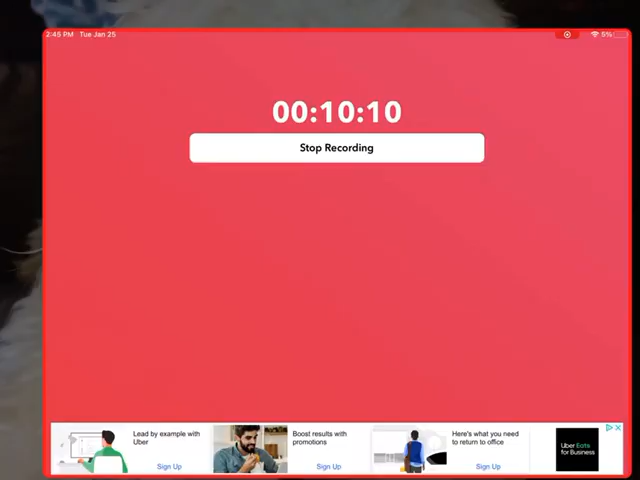 2:45 PM Tue Jan 25
5%
00:10:10
Stop Recording
Lead by example with
Uber
Sign Up
Boost results with
promotions
Sign Up
Here's what you need
to return to office
Sign Up
Uber Eats
for Business